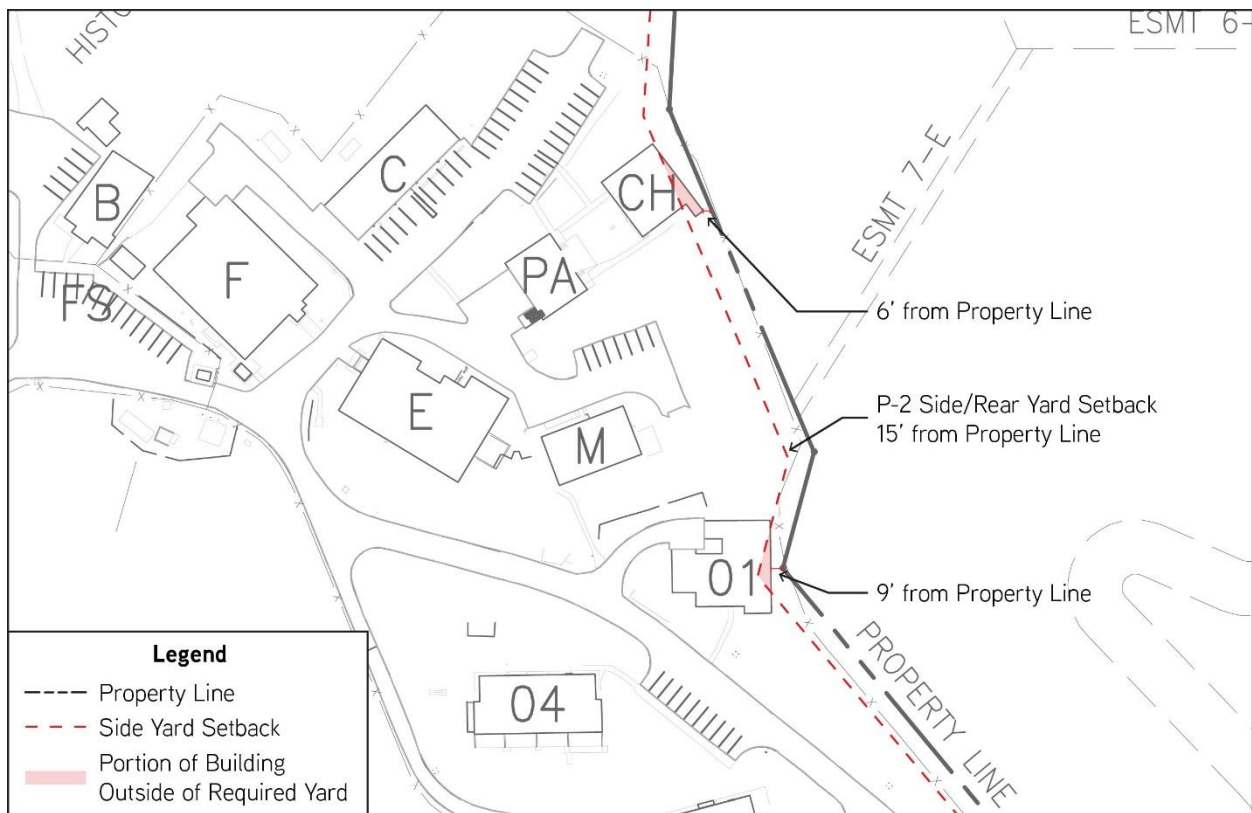 ESMT 6-
HISTO
C
B
CH
ESMT 7-E
F
PA
FS
6' from Property Line
E
P-2 Side/Rear Yard Setback
15' from Property Line
M
01
9' from Property Line
PROPERTY LINE
04
Legend
Property Line
Side Yard Setback
Portion of Building
Outside of Required Yard